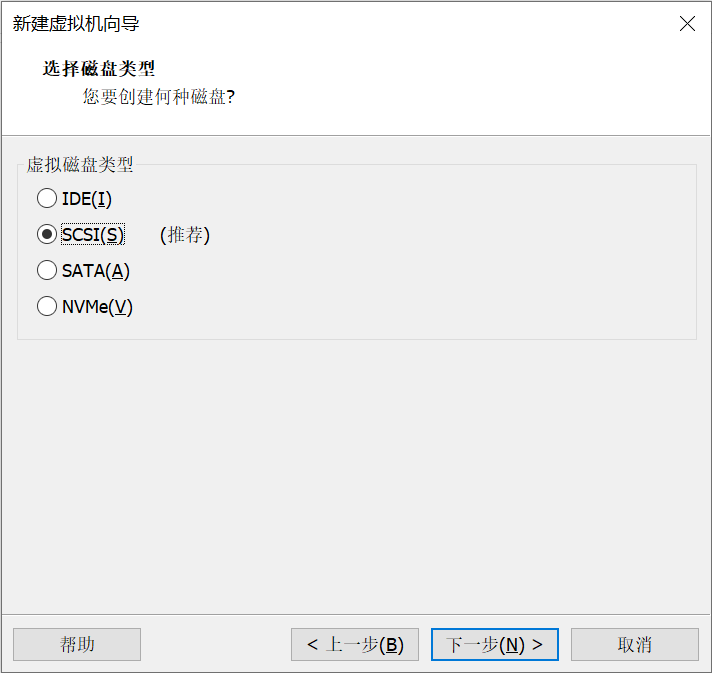 新建虚拟机向导
选择磁盘类型
您要创建何种磁盘?
虚拟磁盘类型
IDE(I)
SCSI(S) (推荐)
SATA(A)
NVMe(V)
帮助 < 上一步(B) 下一步(N) > 取消